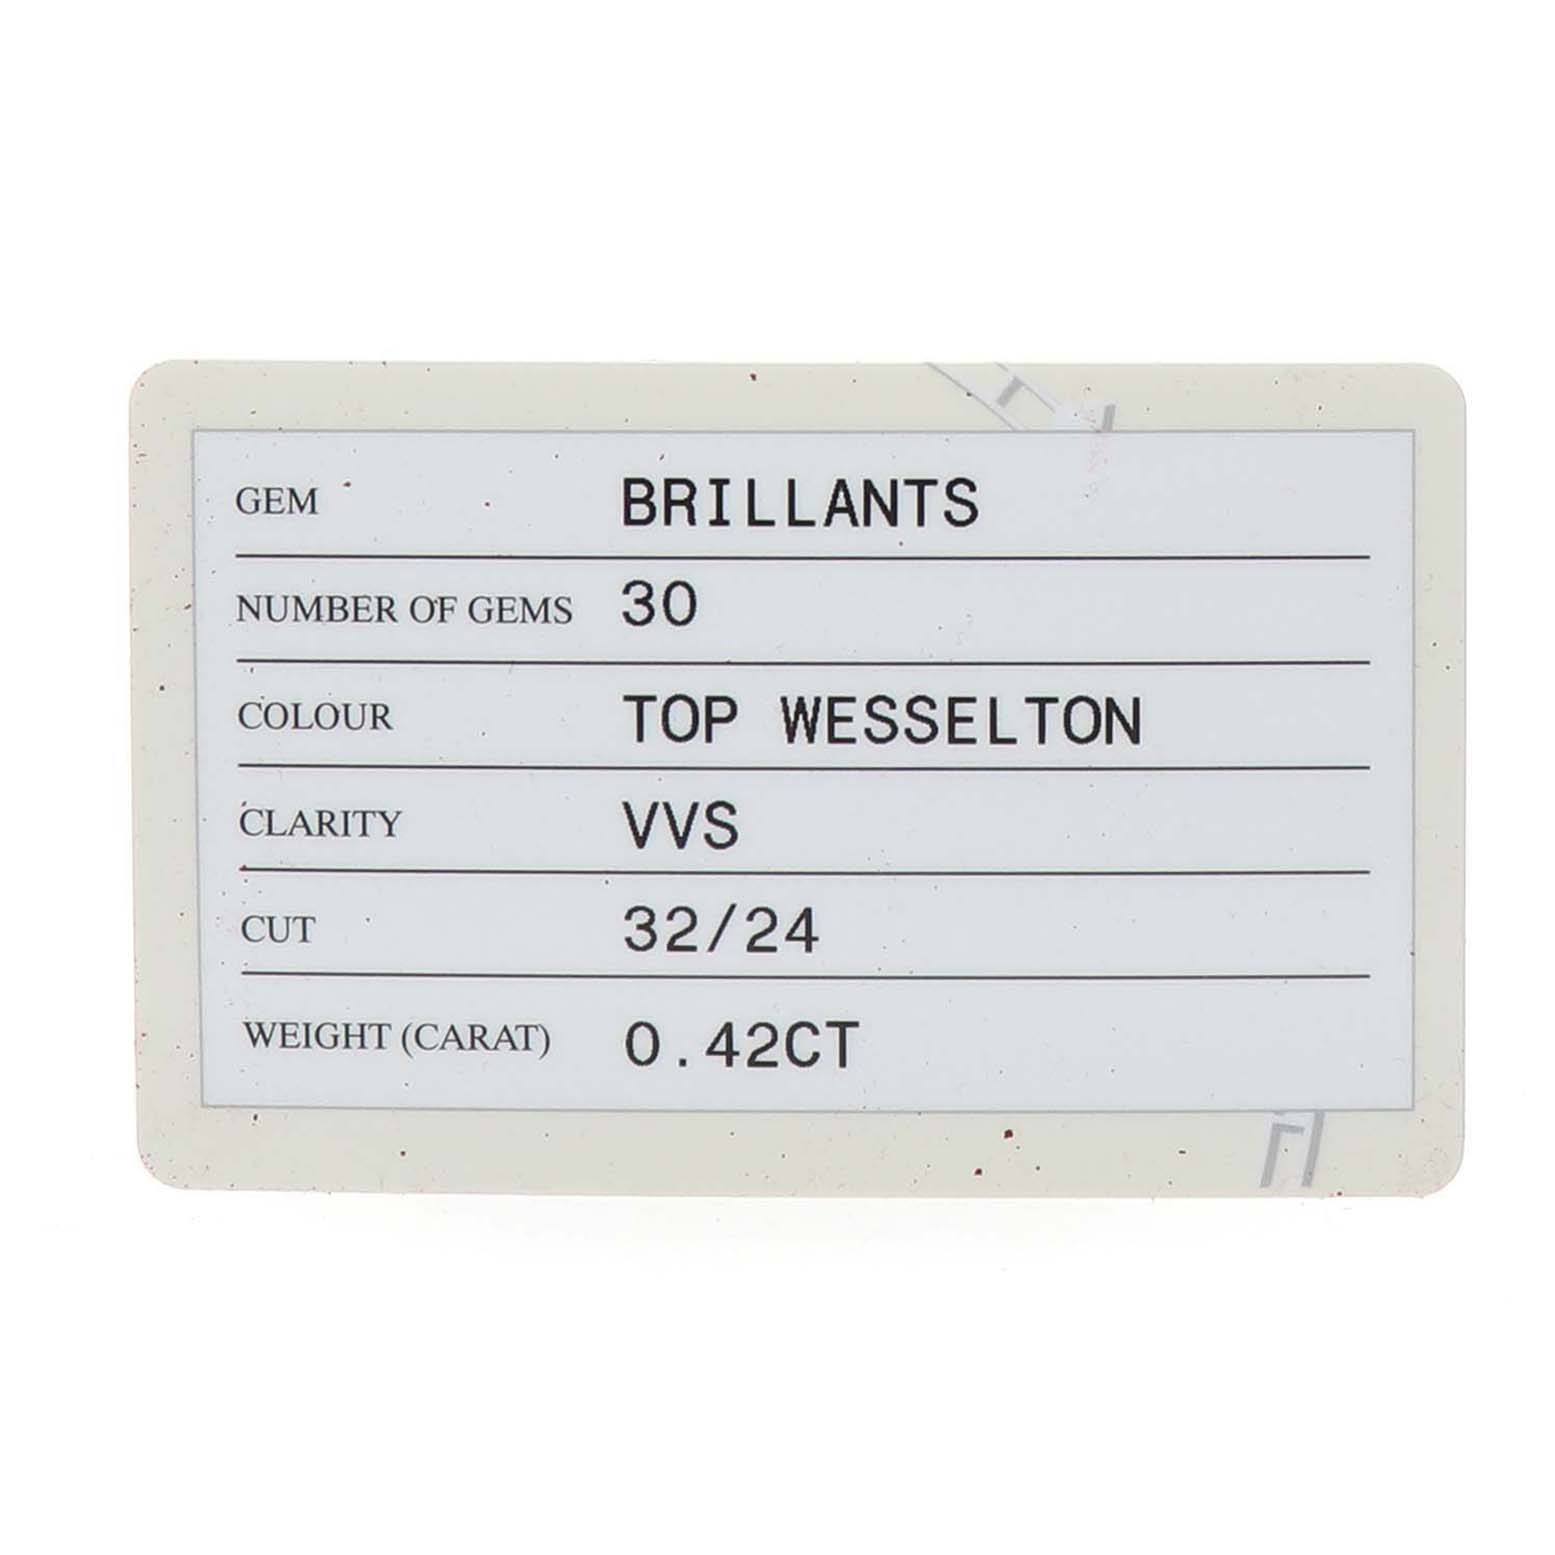 GEM BRILLANTS
NUMBER OF GEMS 30
COLOUR TOP WESSELTON
CLARITY VVS
CUT 32/24
WEIGHT (CARAT) 0.42CT